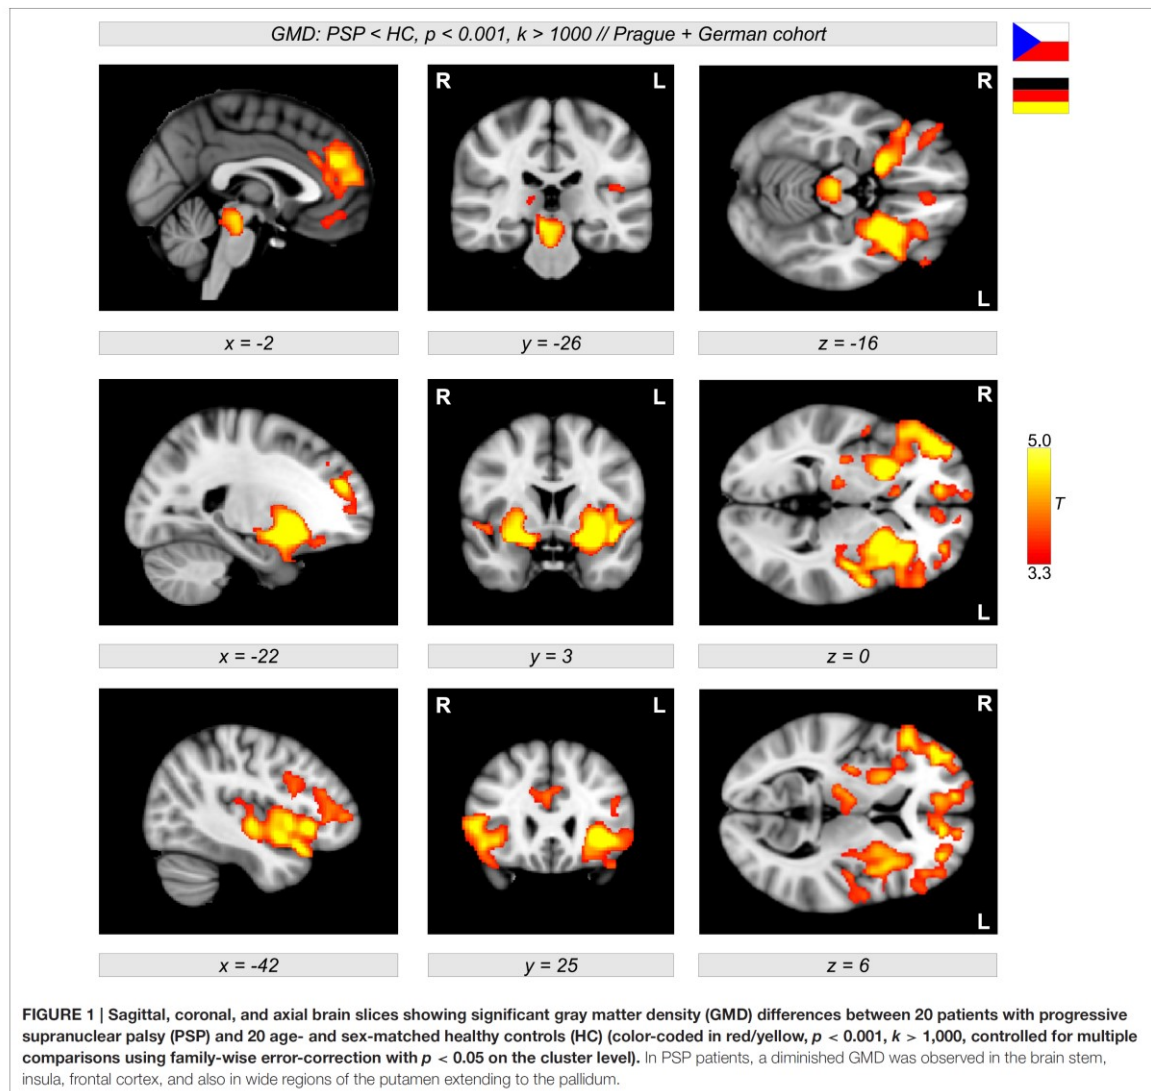 GMD: PSP < HC, p < 0.001, k > 1000 // Prague + German cohort
R L R
L
x = -2 y = -26 z = -16
R L R
L
5.0
T
3.3
x = -22 y = 3 z = 0
R L R
L
x = -42 y = 25 z = 6
FIGURE 1 | Sagittal, coronal, and axial brain slices showing significant gray matter density (GMD) differences between 20 patients with progressive
supranuclear palsy (PSP) and 20 age- and sex-matched healthy controls (HC) (color-coded in red/yellow, p < 0.001, k > 1,000, controlled for multiple
comparisons using family-wise error-correction with p < 0.05 on the cluster level). In PSP patients, a diminished GMD was observed in the brain stem,
insula, frontal cortex, and also in wide regions of the putamen extending to the pallidum.